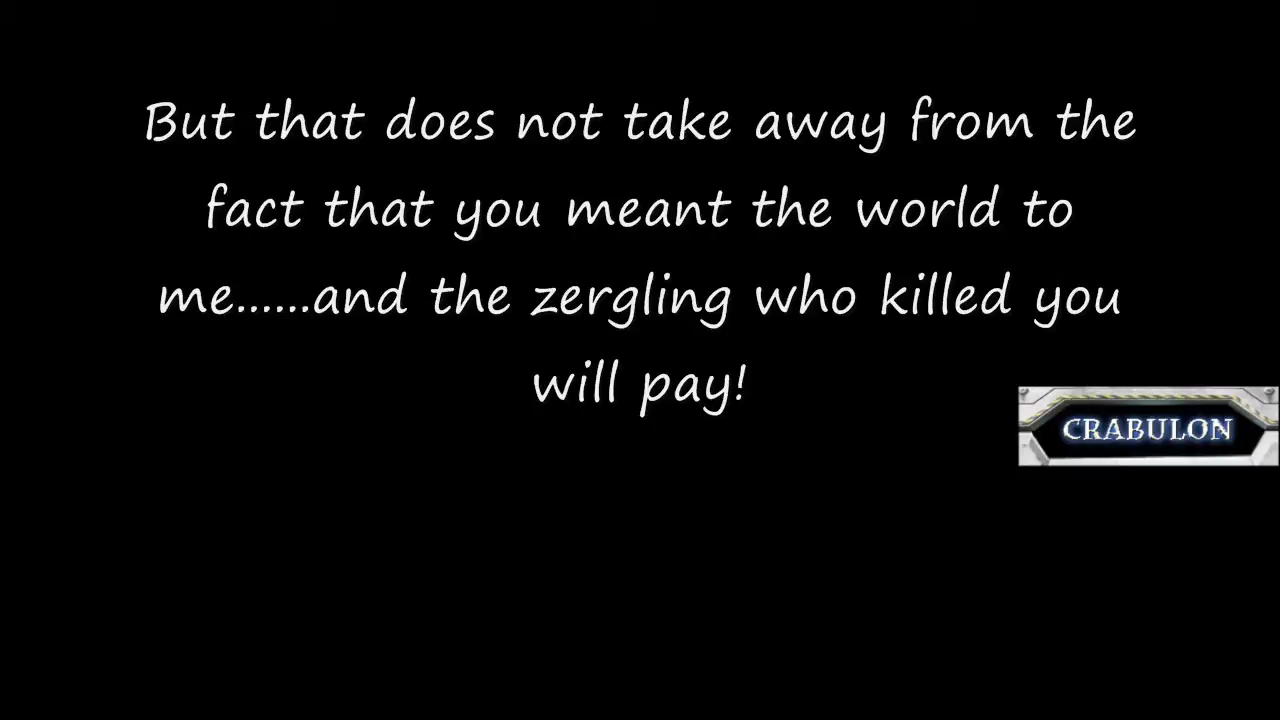 But that does not take away from the
fact that you meant the world to
me......and the zergling who killed you
will pay!
CRABULON